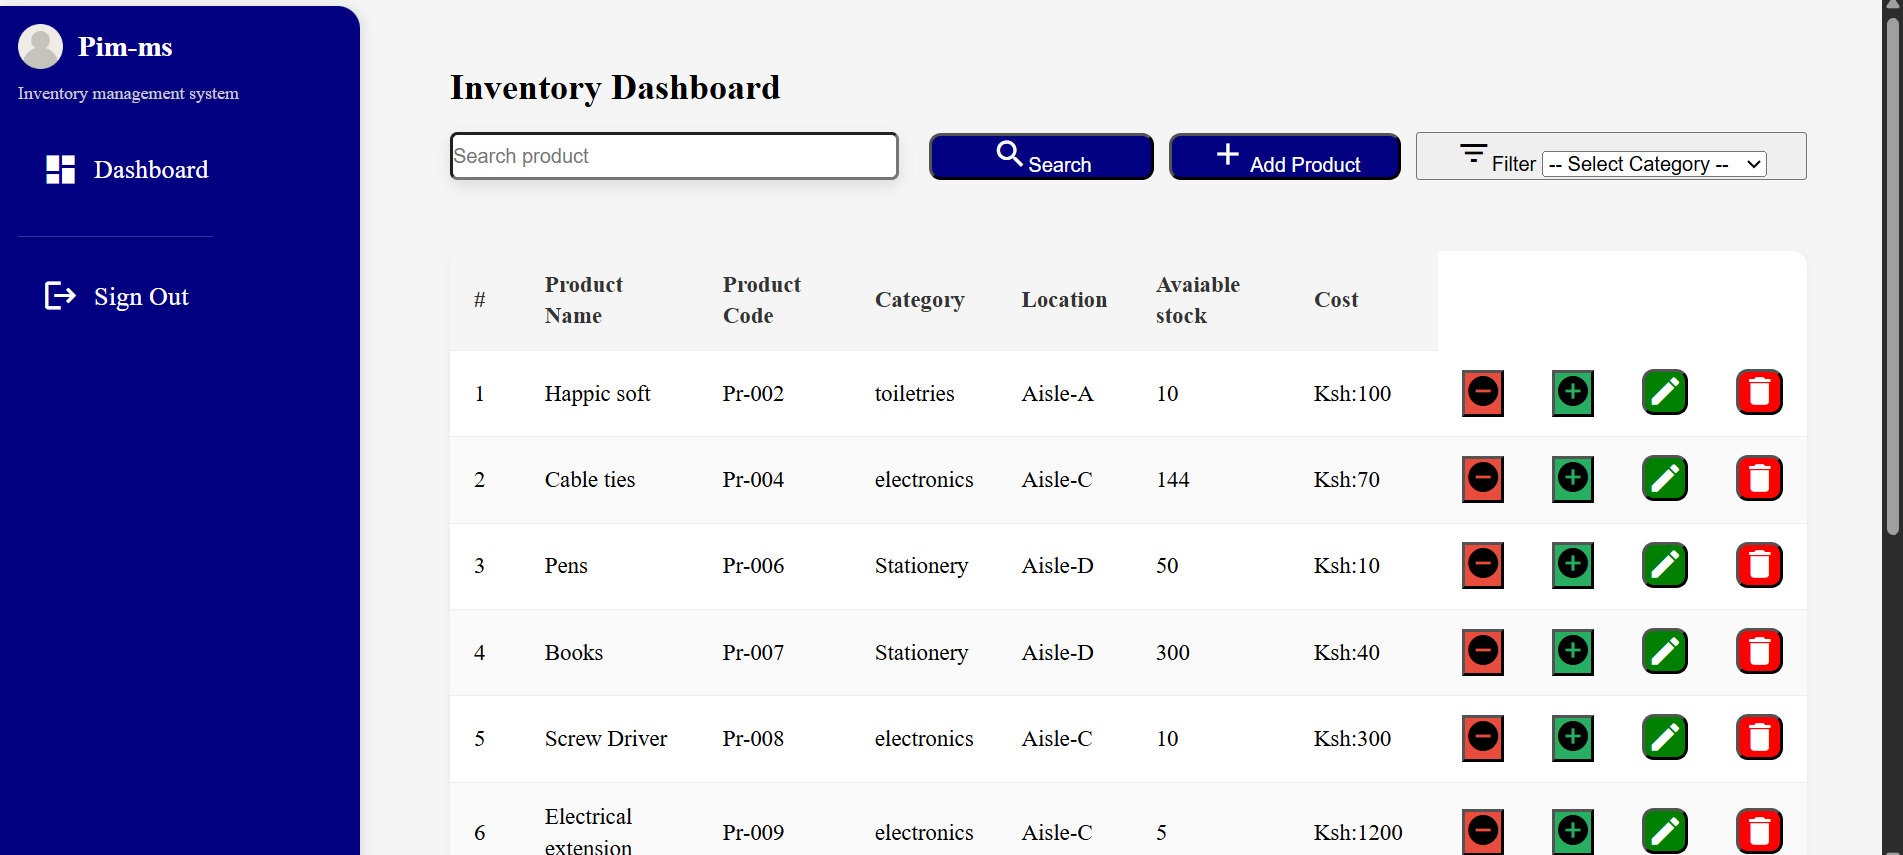 Pim-ms
Inventory management system
Dashboard
Sign Out
Inventory Dashboard
Search product
Search
Add Product
Filter -- Select Category --
# Product Name Product Code Category Location Avaiable stock Cost
1 Happic soft Pr-002 toiletries Aisle-A 10 Ksh:100
2 Cable ties Pr-004 electronics Aisle-C 144 Ksh:70
3 Pens Pr-006 Stationery Aisle-D 50 Ksh:10
4 Books Pr-007 Stationery Aisle-D 300 Ksh:40
5 Screw Driver Pr-008 electronics Aisle-C 10 Ksh:300
6 Electrical extension Pr-009 electronics Aisle-C 5 Ksh:1200